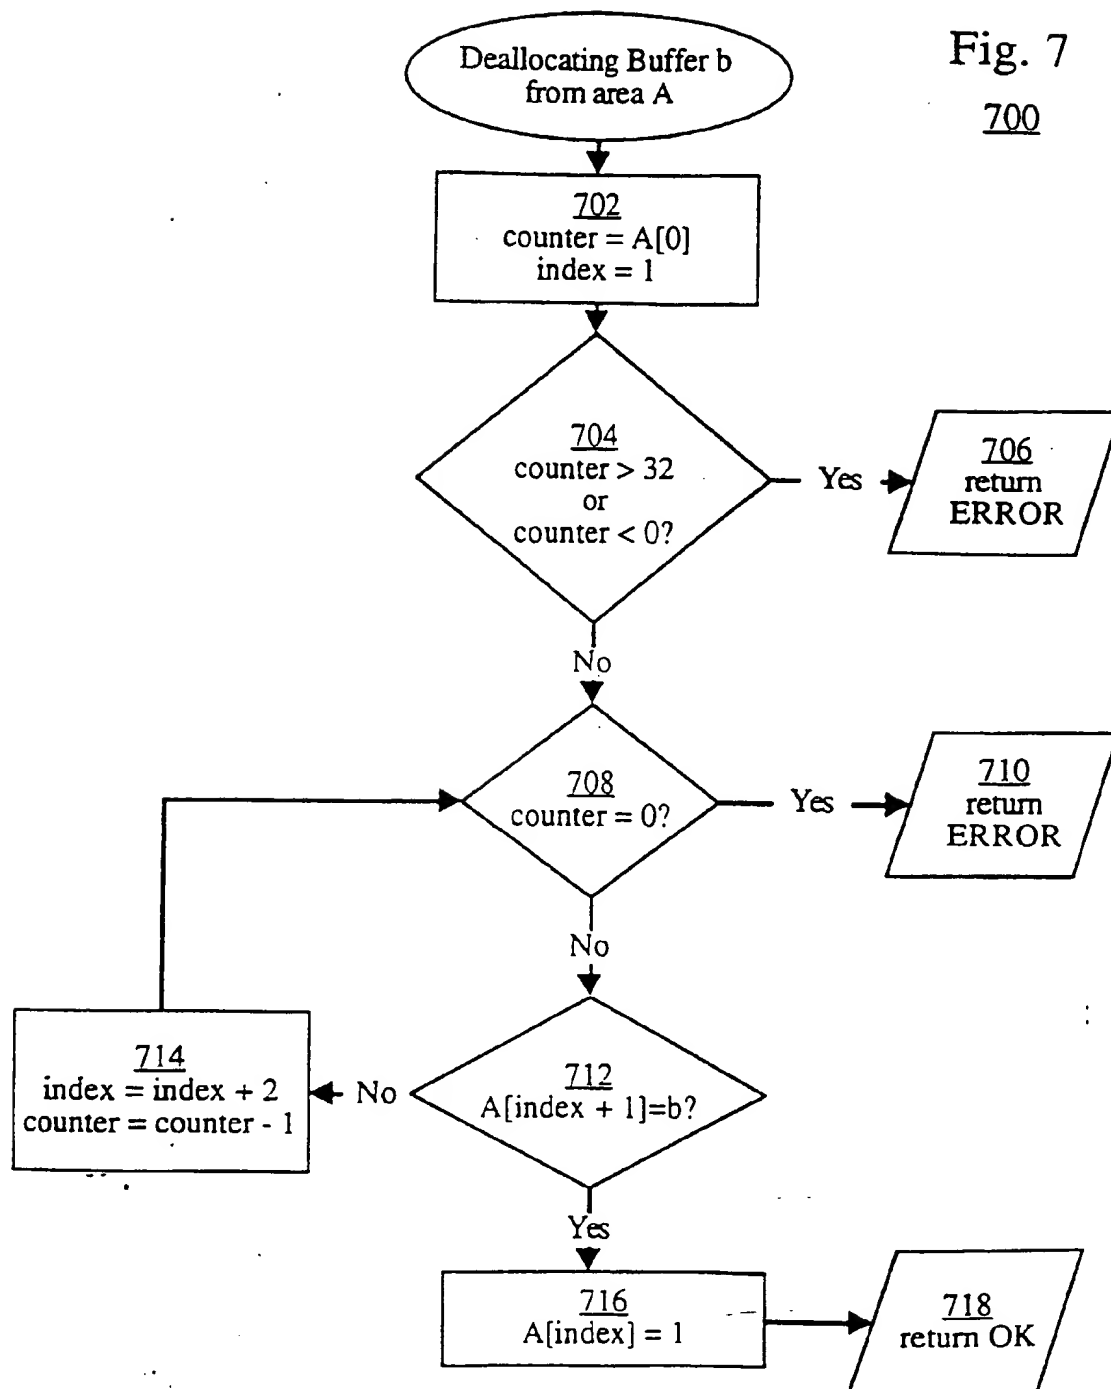 Fig. 7
700
Deallocating Buffer b
from area A
702
counter = A[0]
index = 1
704
counter > 32
or
counter < 0?
Yes
706
return
ERROR
No
708
counter = 0?
Yes
710
return
ERROR
No
712
A[index + 1]=b?
No
714
index = index + 2
counter = counter - 1
Yes
716
A[index] = 1
718
return OK